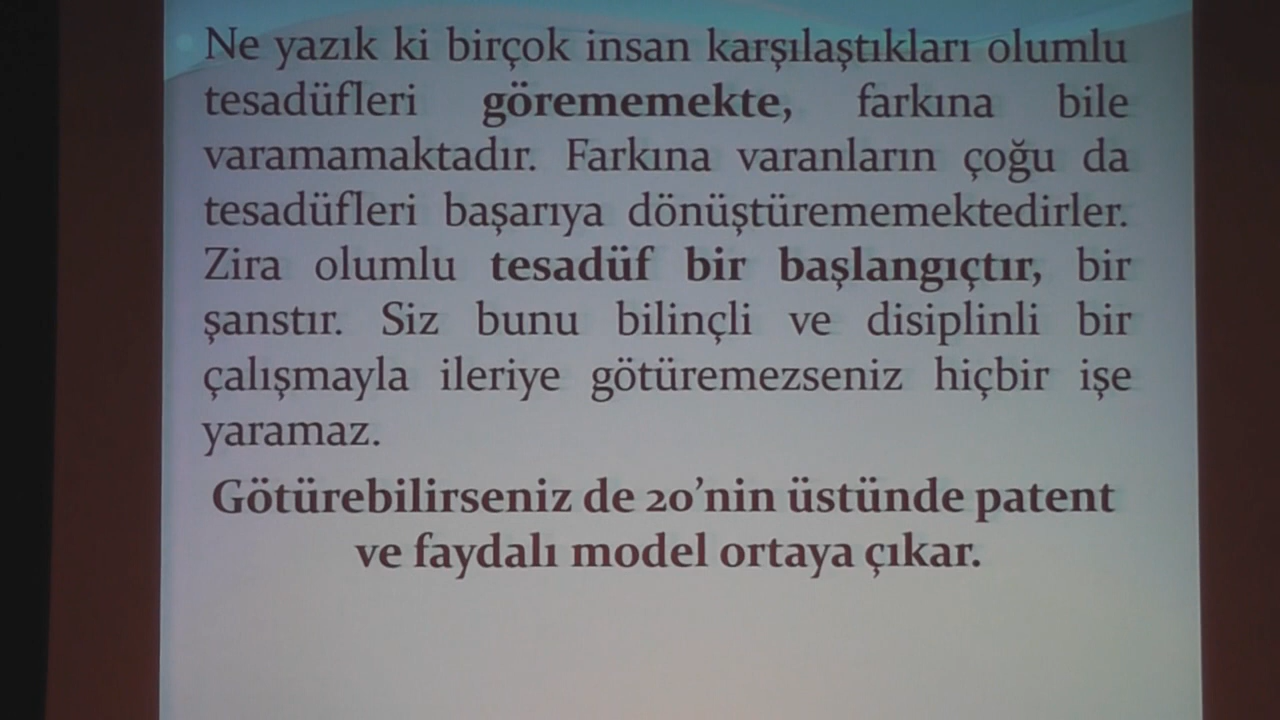 Ne yazık ki birçok insan karşılaştıkları olumlu
tesadüfleri görememekte, farkına bile
varamamaktadır. Farkına varanların çoğu da
tesadüfleri başarıya dönüştürememektedirler.
Zira olumlu tesadüf bir başlangıçtır, bir
şanstır. Siz bunu bilinçli ve disiplinli bir
çalışmayla ileriye götüremezseniz hiçbir işe
yaramaz.
Götürebilirseniz de 20'nin üstünde patent
ve faydalı model ortaya çıkar.